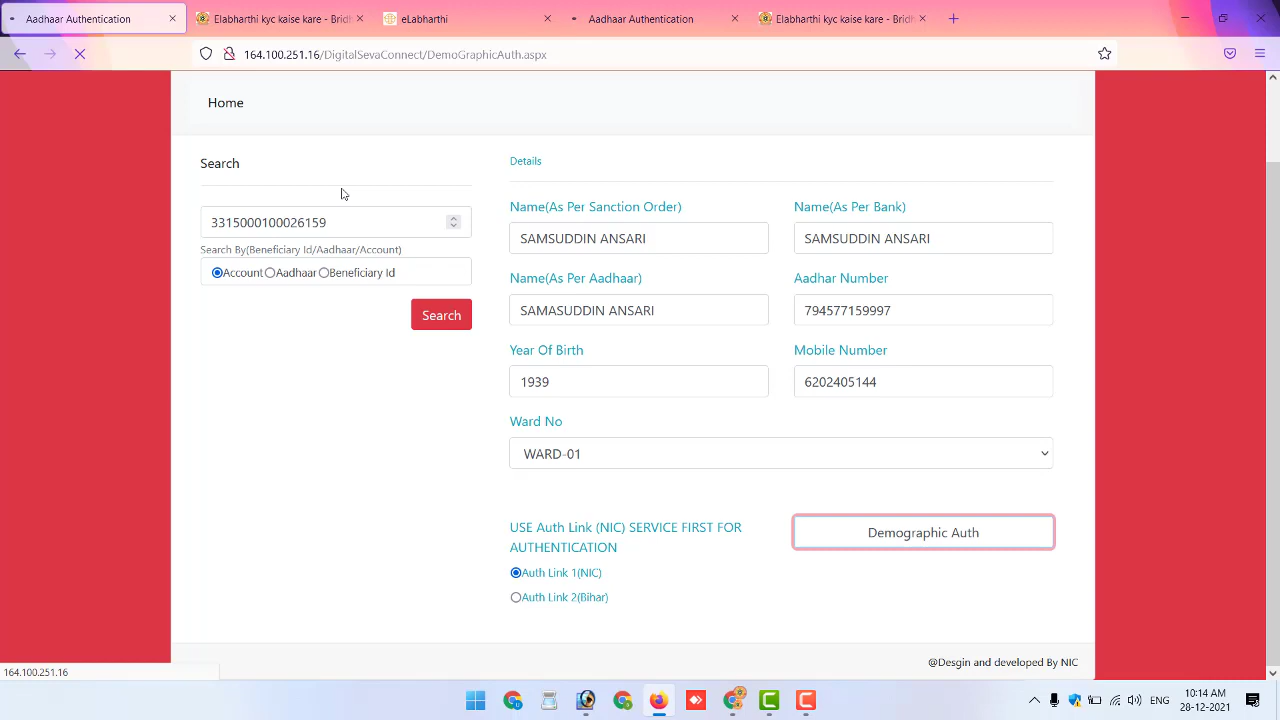 Aadhaar Authentication
Elabharthi kyc kaise kare - Bridh
eLabharthi
Aadhaar Authentication
Elabharthi kyc kaise kare - Bridh
164.100.251.16/DigitalSevaConnect/DemoGraphicAuth.aspx
Home
Search
Details
3315000100026159
Search By(Beneficiary Id/Aadhaar/Account)
Account Aadhaar Beneficiary Id
Search
Name(As Per Sanction Order)
Name(As Per Bank)
SAMSUDDIN ANSARI
SAMSUDDIN ANSARI
Name(As Per Aadhaar)
Aadhar Number
SAMASUDDIN ANSARI
794577159997
Year Of Birth
Mobile Number
1939
6202405144
Ward No
WARD-01
USE Auth Link (NIC) SERVICE FIRST FOR
AUTHENTICATION
Demographic Auth
Auth Link 1(NIC)
Auth Link 2(Bihar)
@Desgin and developed By NIC
164.100.251.16
ENG
10:14 AM
28-12-2021